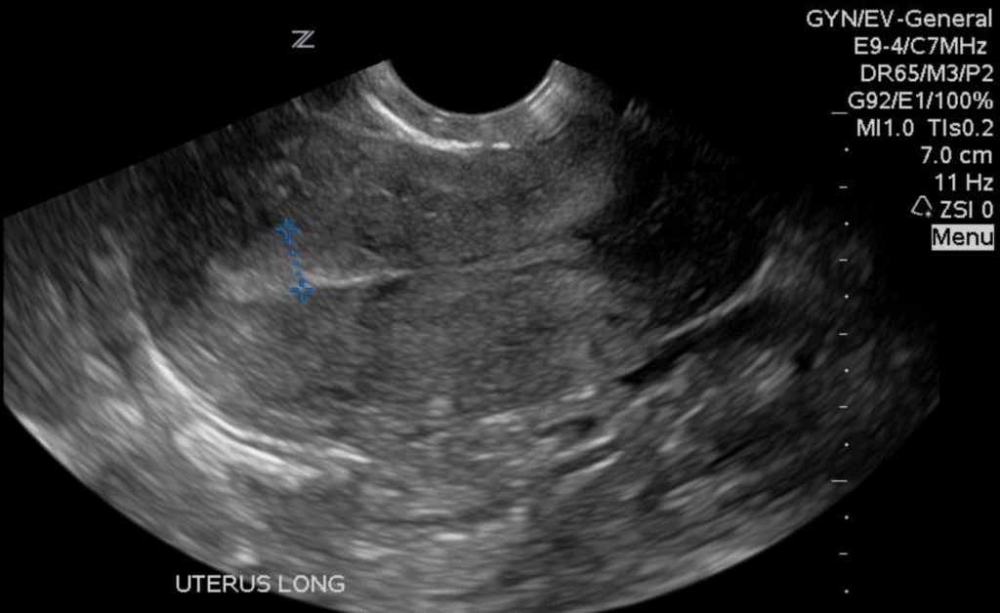 GYN/EV-General
E9-4/C7MHz
DR65/M3/P2
G92/E1/100%
MI1.0 TIs0.2
7.0 cm
11 Hz
ZSI 0
Menu
UTERUS LONG